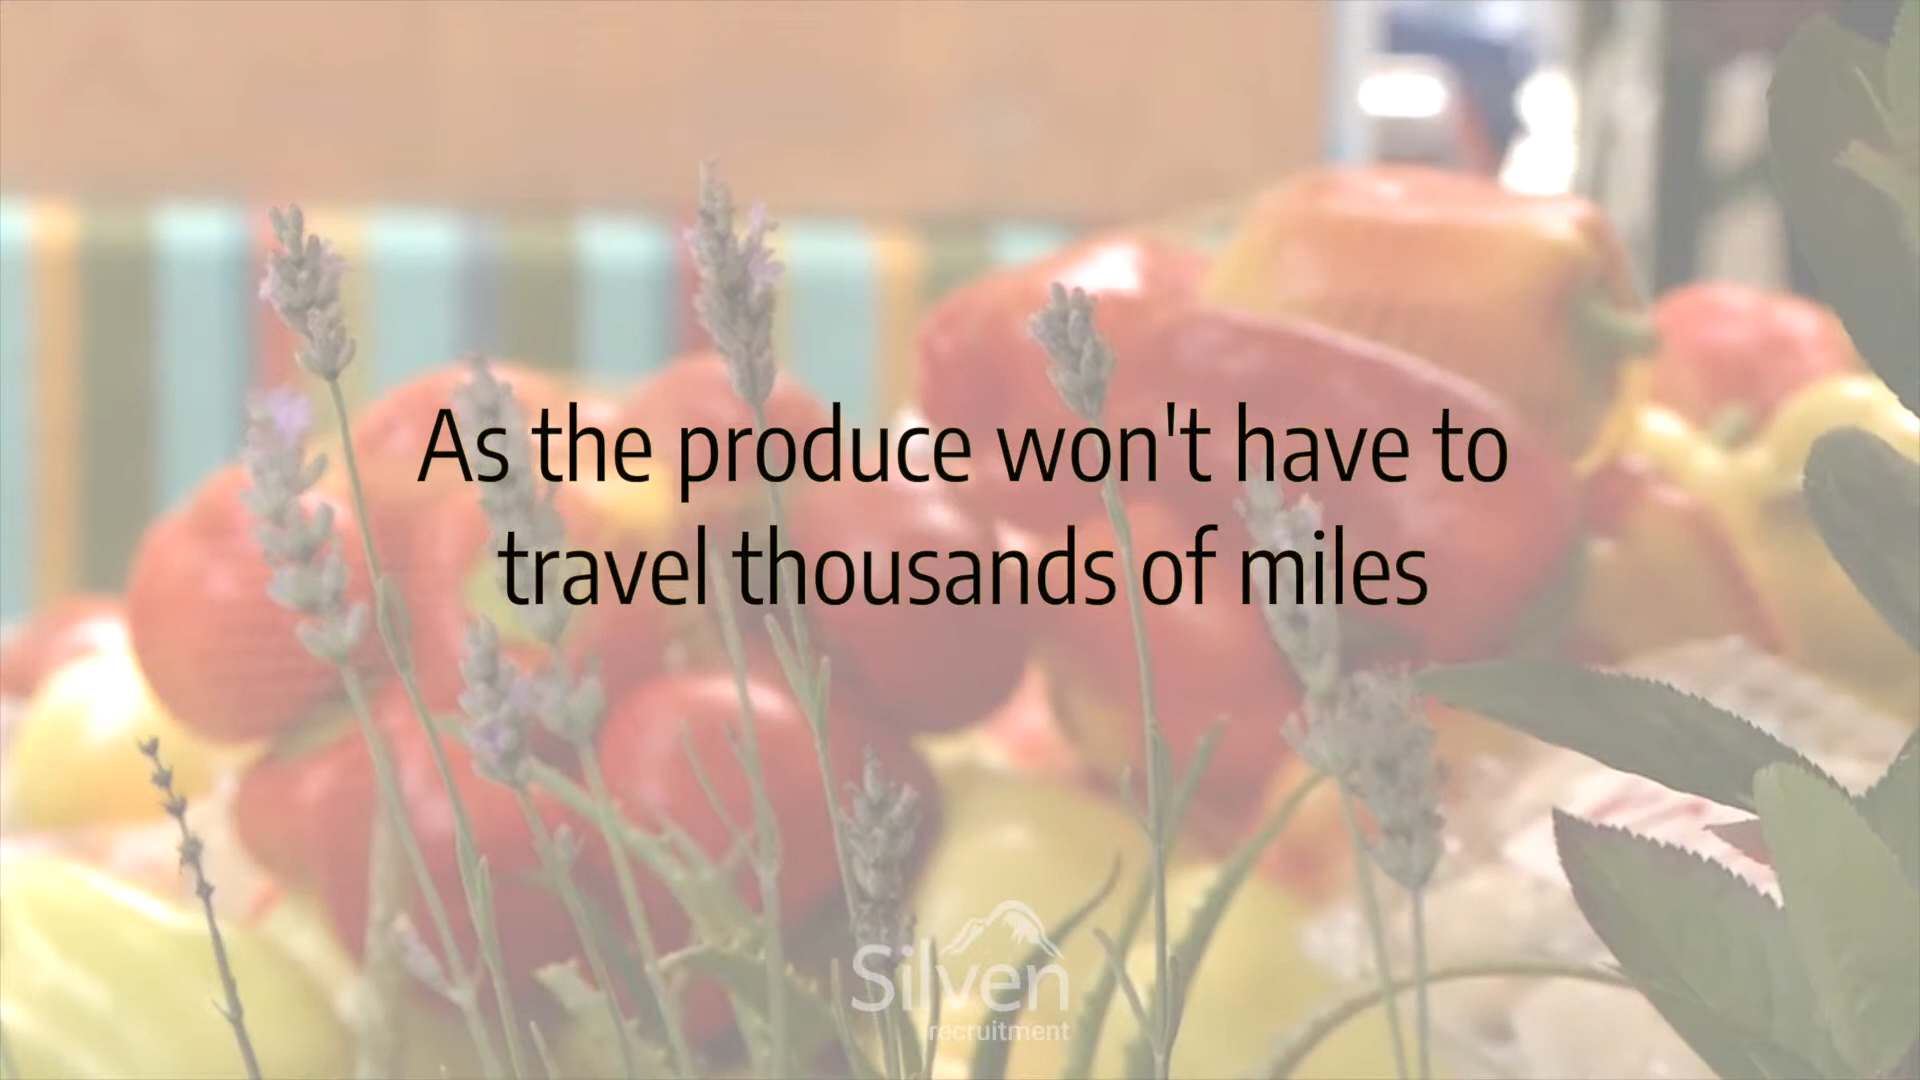 As the produce won't have to
travel thousands of miles
Silven
recruitment